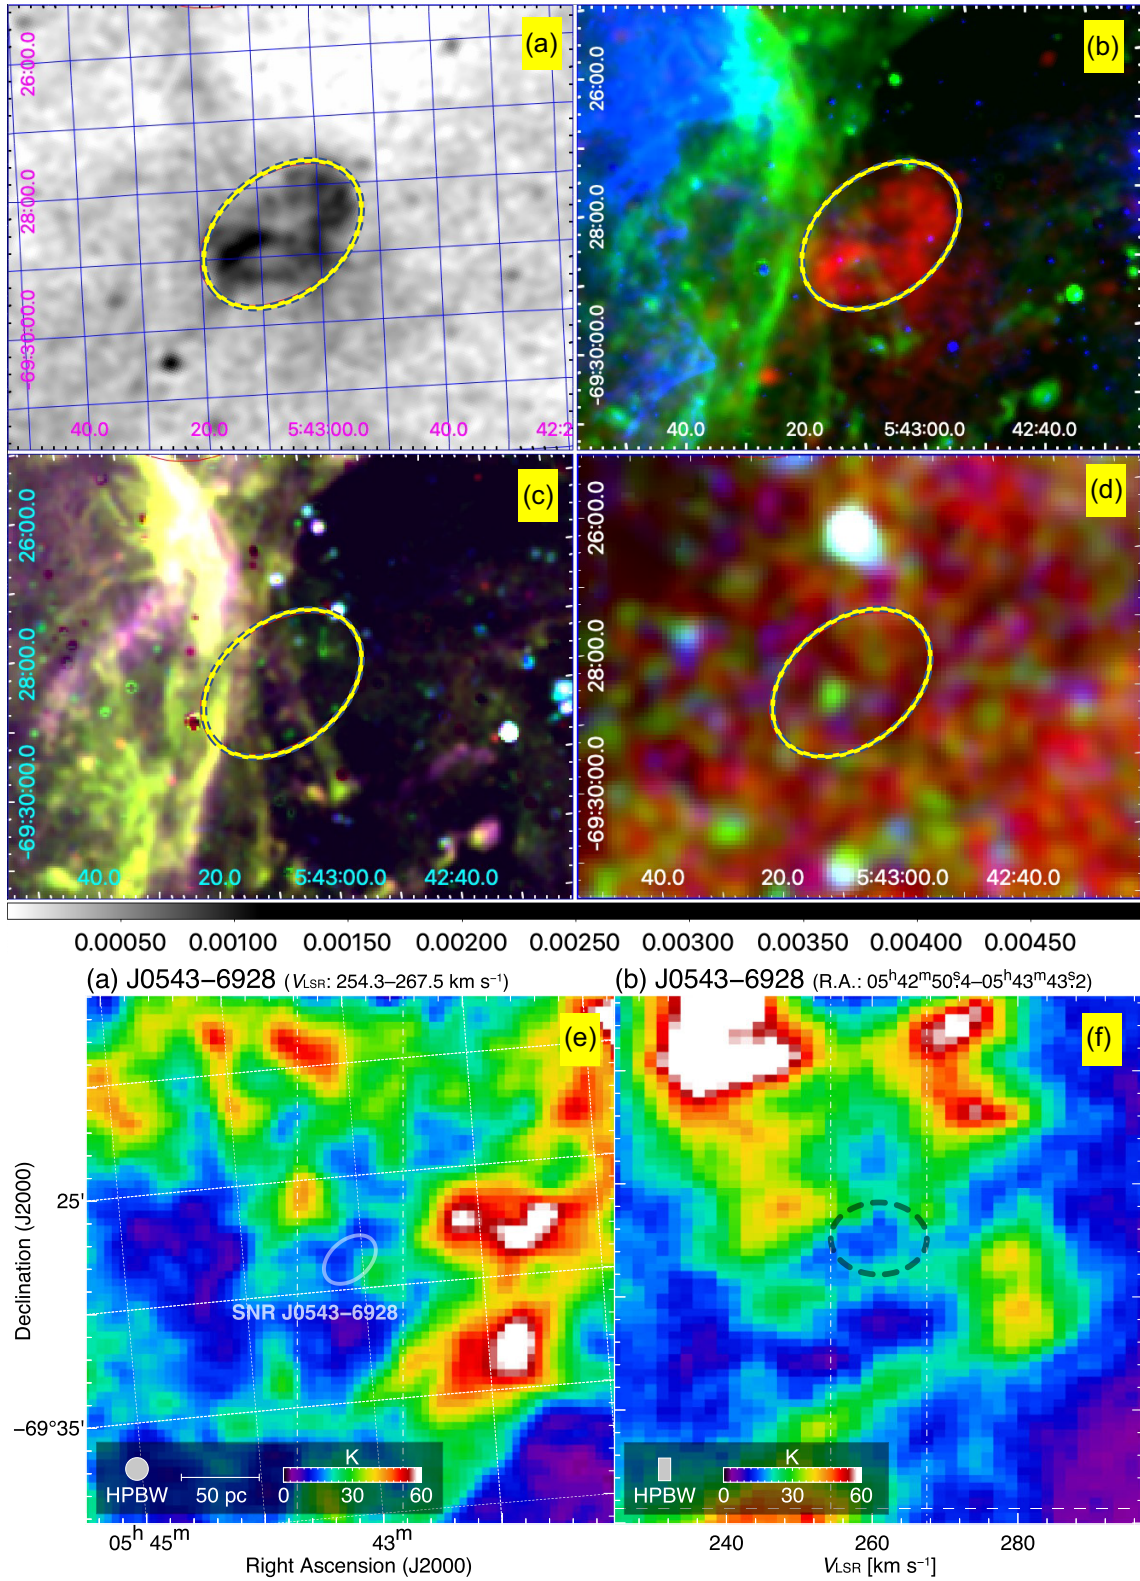 (a)
26:00.0
28:00.0
-69:30:00.0
40.0 20.0 5:43:00.0 40.0 42:2
(b)
26:00.0
28:00.0
-69:30:00.0
40.0 20.0 5:43:00.0 42:40.0
(c)
26:00.0
28:00.0
-69:30:00.0
40.0 20.0 5:43:00.0 42:40.0
(d)
26:00.0
28:00.0
-69:30:00.0
40.0 20.0 5:43:00.0 42:40.0
0.00050 0.00100 0.00150 0.00200 0.00250 0.00300 0.00350 0.00400 0.00450
(a) J0543–6928 (VLSR: 254.3–267.5 km s⁻¹)
(e)
Declination (J2000)
25'
–69°35'
SNR J0543–6928
HPBW
50 pc
K
0 30 60
05ʰ 45ᵐ 43ᵐ
Right Ascension (J2000)
(b) J0543–6928 (R.A.: 05ʰ42ᵐ50ˢ.4–05ʰ43ᵐ43ˢ.2)
(f)
HPBW
K
0 30 60
240 260 280
VLSR [km s⁻¹]